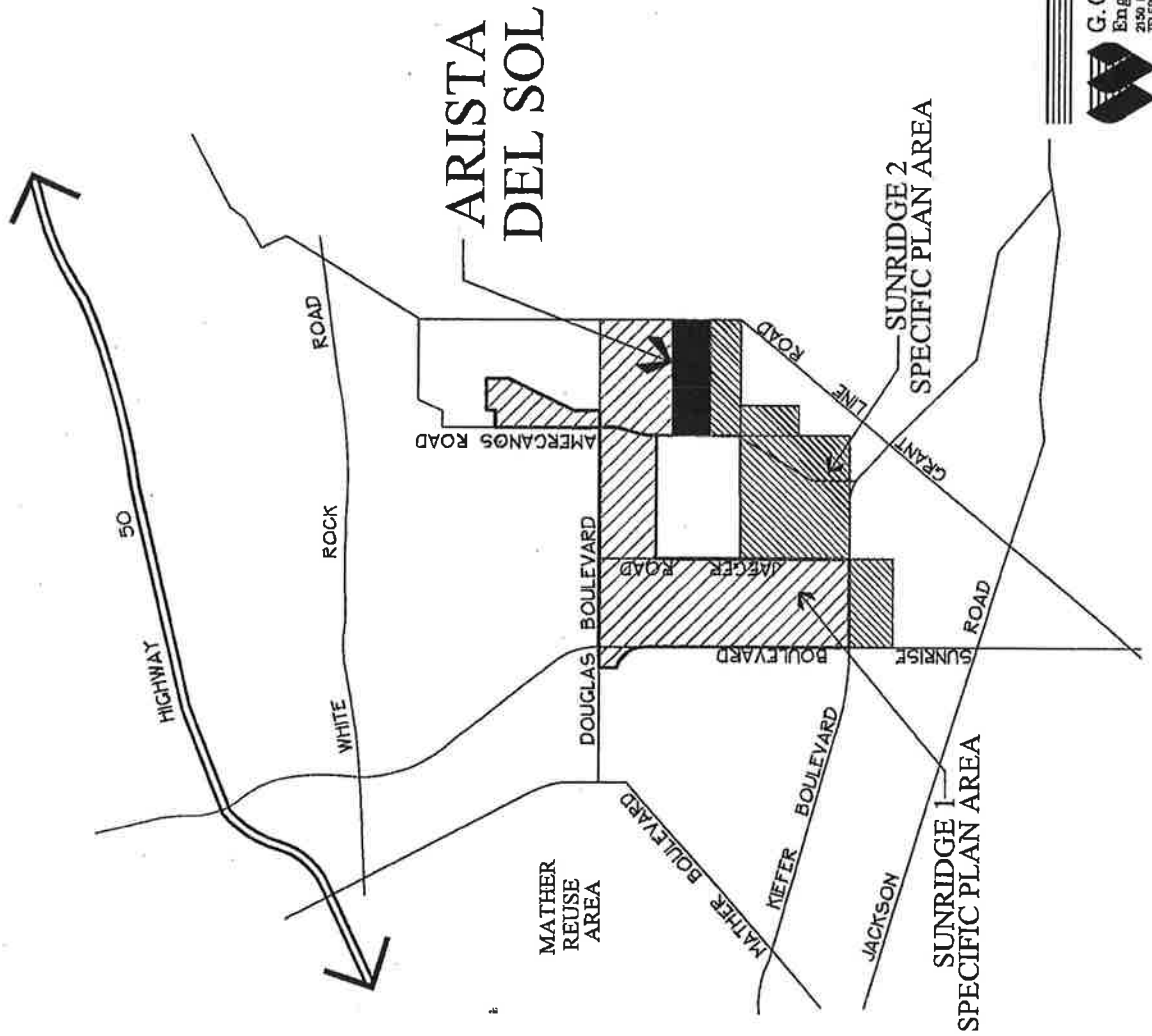 HIGHWAY
50
WHITE
ROCK
ROAD
ARISTA
DEL SOL
AMERCANOS
ROAD
DOUGLAS
BOULEVARD
MATHER
REUSE
AREA
MATHER
BOULEVARD
JAEGER
ROAD
SUNRISE
BOULEVARD
KIEFER
BOULEVARD
JACKSON
ROAD
GRANT
LINE
ROAD
SUNRIDGE 1
SPECIFIC PLAN AREA
SUNRIDGE 2
SPECIFIC PLAN AREA
G.
Eng
2150